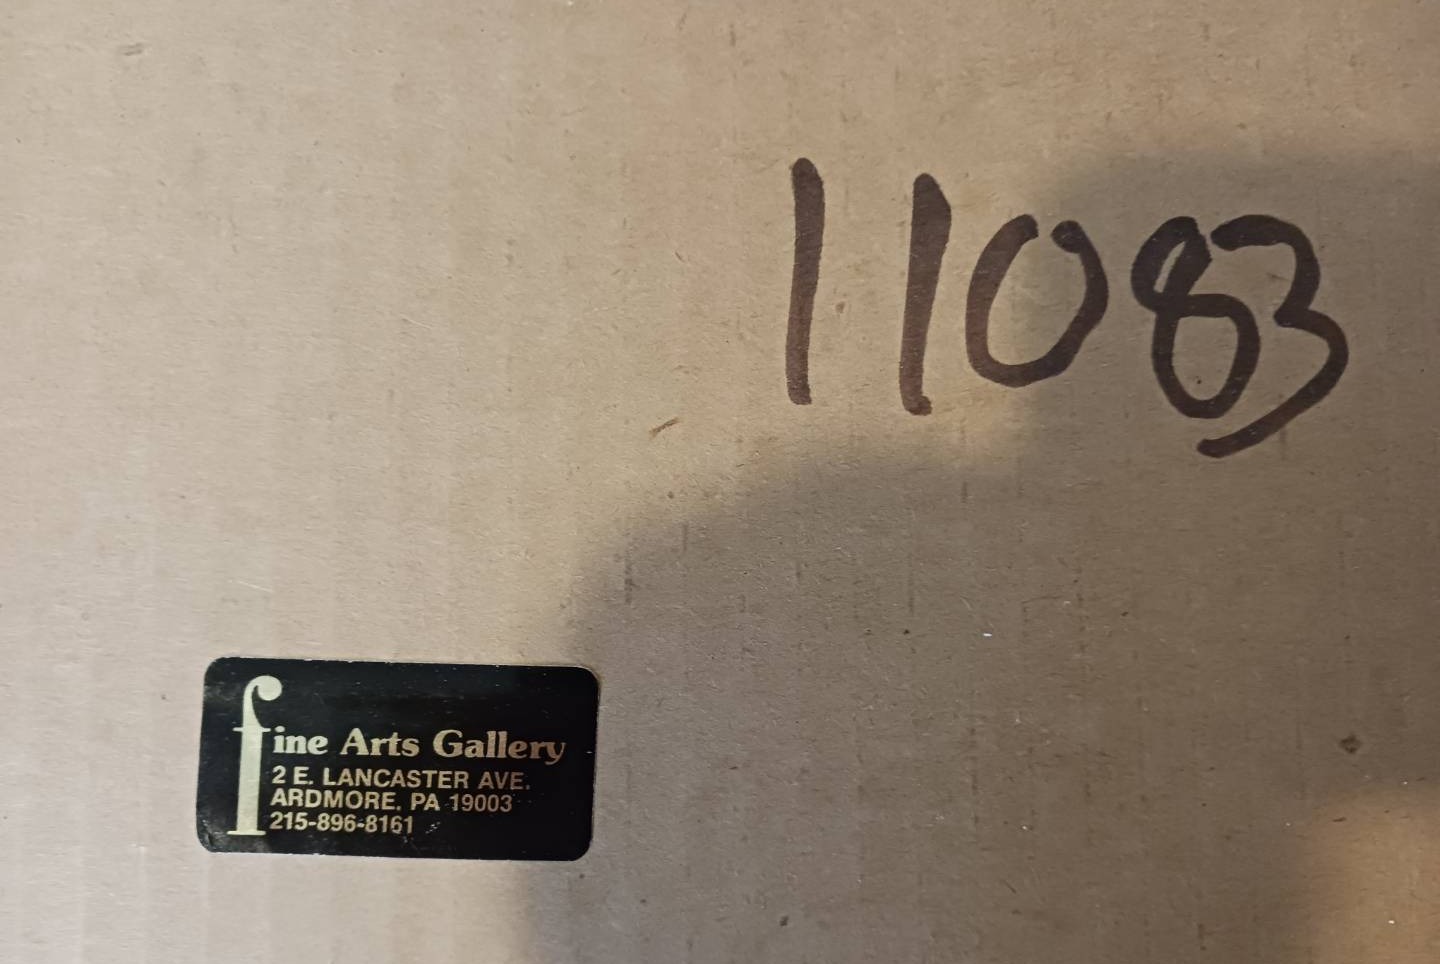 11083
fine Arts Gallery
2 E. LANCASTER AVE.
ARDMORE, PA 19003
215-896-8161